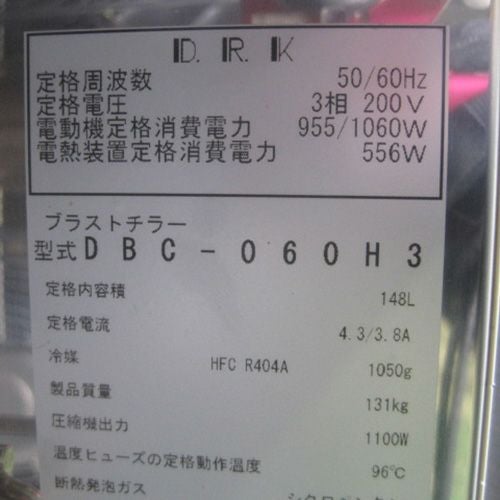 D. R. K
定格周波数 50/60Hz
定格電圧 3相 200V
電動機定格消費電力 955/1060W
電熱装置定格消費電力 556W
ブラストチラー
型式 DBC-060H3
定格内容積 148L
定格電流 4.3/3.8A
冷媒 HFC R404A 1050g
製品質量 131kg
圧縮機出力 1100W
温度ヒューズの定格動作温度 96℃
断熱発泡ガス